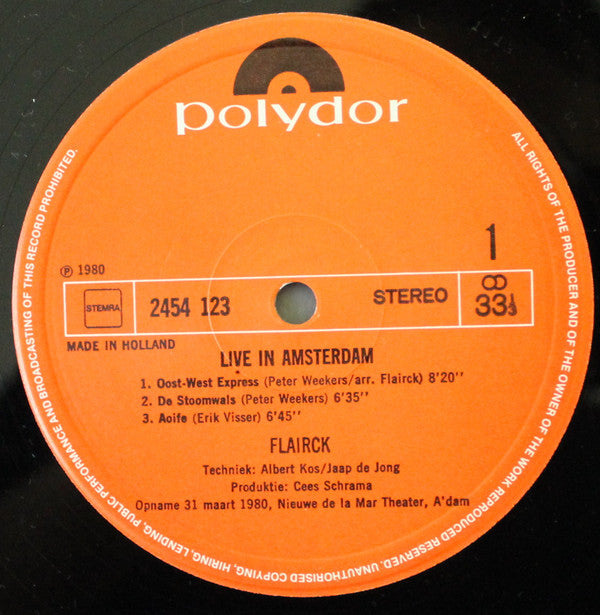 polydor
1
℗ 1980
STEMRA
2454 123
STEREO
33⅓
MADE IN HOLLAND
LIVE IN AMSTERDAM
1. Oost-West Express (Peter Weekers/arr. Flairck) 8'20''
2. De Stoomwals (Peter Weekers) 6'35''
3. Aoife (Erik Visser) 6'45''
FLAIRCK
Techniek: Albert Kos/Jaap de Jong
Produktie: Cees Schrama
Opname 31 maart 1980, Nieuwe de la Mar Theater, A'dam
ALL RIGHTS OF THE PRODUCER AND OF THE OWNER OF THE WORK REPRODUCED RESERVED. UNAUTHORISED COPYING, HIRING, LENDING, PUBLIC PERFORMANCE AND BROADCASTING OF THIS RECORD PROHIBITED.